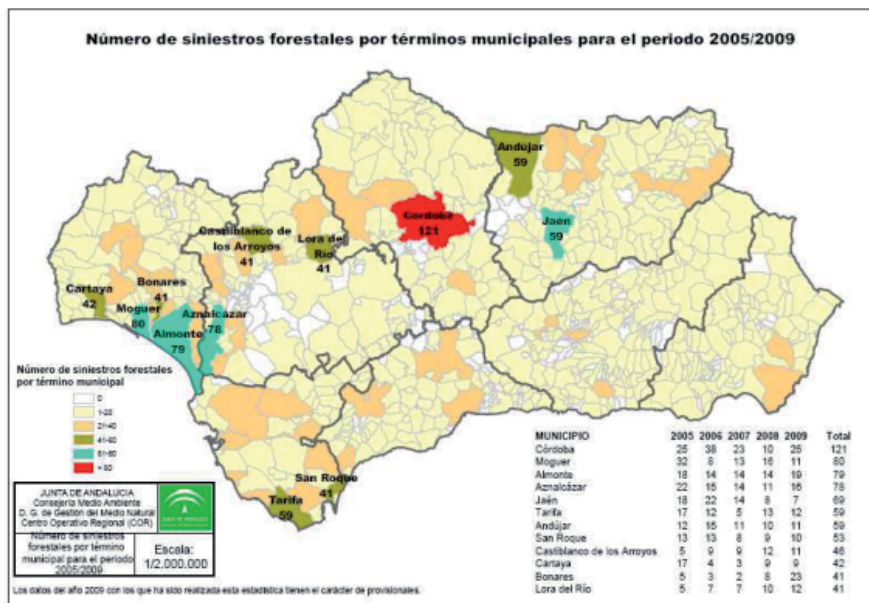 Número de siniestros forestales por términos municipales para el periodo 2005/2009
Andújar
59
Córdoba
121
Jaén
59
Castiblanco de
los Arroyos
41
Lora del
Río
41
Cartaya
42
Bonares
41
Moguer
80
Aznalcázar
78
Almonte
79
San Roque
41
Tarifa
59
Número de siniestros forestales
por término municipal
0
1-20
21-40
41-60
61-80
> 80
JUNTA DE ANDALUCIA
Consejería Medio Ambiente
D. G. de Gestión del Medio Natural
Centro Operativo Regional (COR)
Número de siniestros
forestales por término
municipal para el periodo
2005/2009
Escala:
1/2.000.000
MUNICIPIO 2005 2006 2007 2008 2009 Total
Córdoba 25 38 23 10 25 121
Moguer 32 8 13 16 11 80
Almonte 18 14 14 14 19 79
Aznalcázar 22 15 14 11 16 78
Jaén 18 22 14 8 7 69
Tarifa 17 12 5 13 12 59
Andújar 12 15 11 10 11 59
San Roque 13 13 8 9 10 53
Castiblanco de los Arroyos 5 9 9 12 11 46
Cartaya 17 4 3 9 9 42
Bonares 5 3 2 8 23 41
Lora del Río 5 7 7 10 12 41
Los datos del año 2009 con los que ha sido realizada esta estadística tienen el carácter de provisionales.